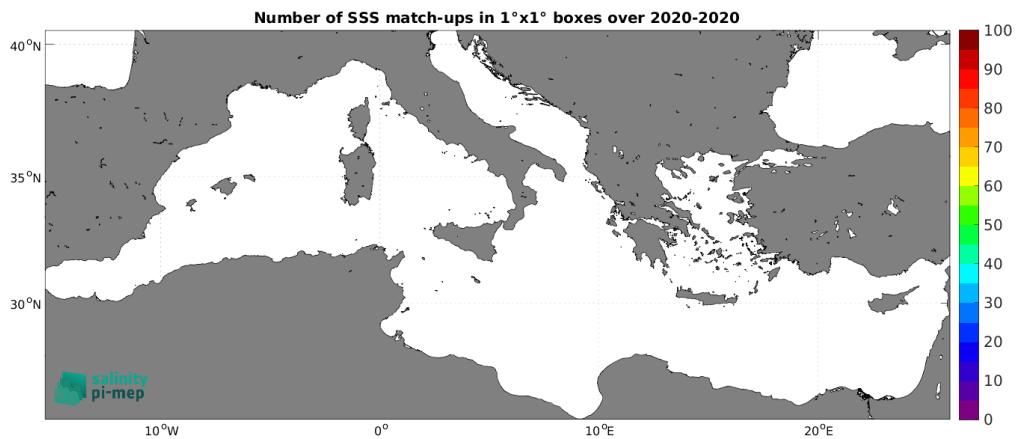 Number of SSS match-ups in 1°x1° boxes over 2020-2020
40°N
35°N
30°N
10°W
0°
10°E
20°E
100
90
80
70
60
50
40
30
20
10
0
salinity
pi-mep